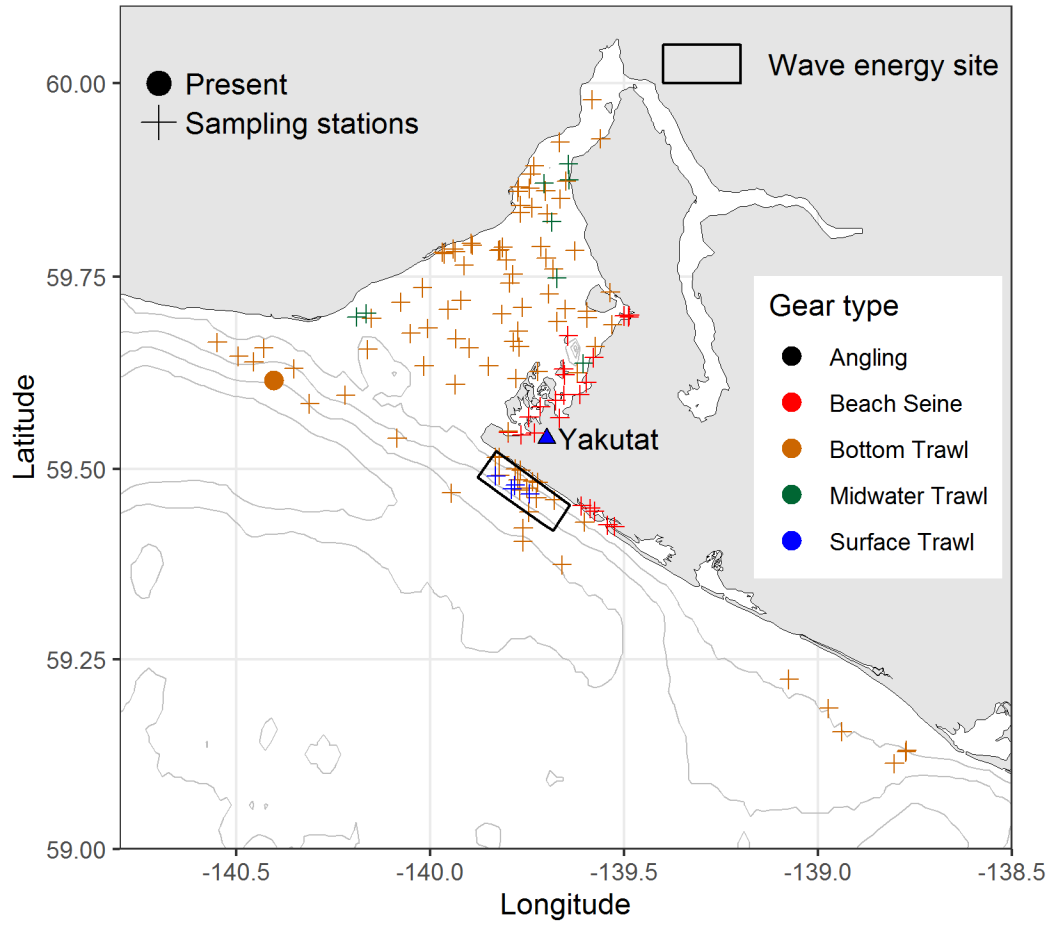 Present
Sampling stations
Wave energy site
60.00
59.75
59.50
59.25
59.00
Latitude
Yakutat
Gear type
Angling
Beach Seine
Bottom Trawl
Midwater Trawl
Surface Trawl
-140.5
-140.0
-139.5
-139.0
-138.5
Longitude